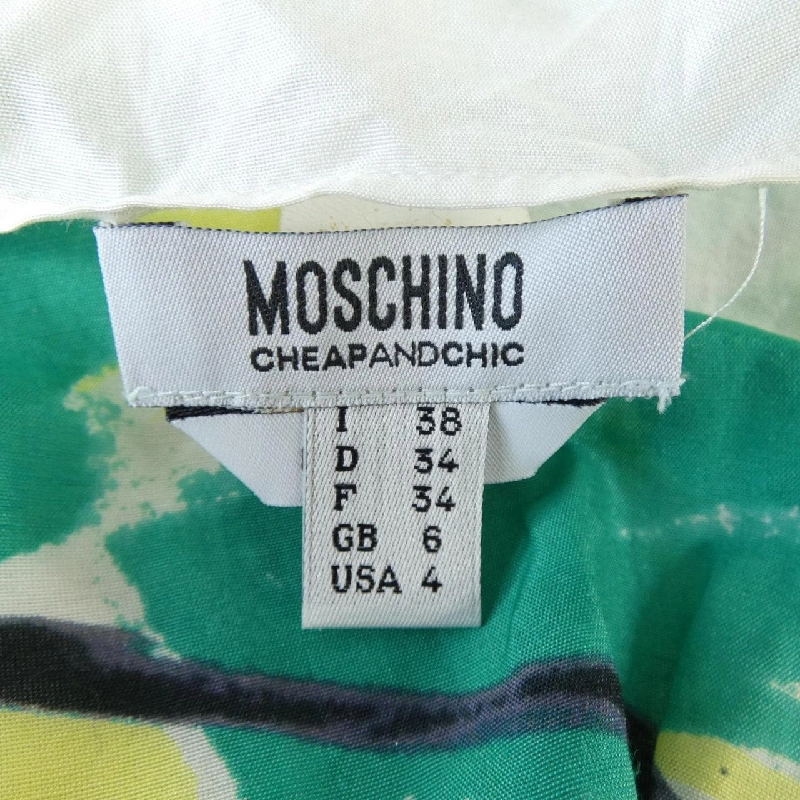 MOSCHINO
CHEAPANDCHIC
I 38
D 34
F 34
GB 6
USA 4